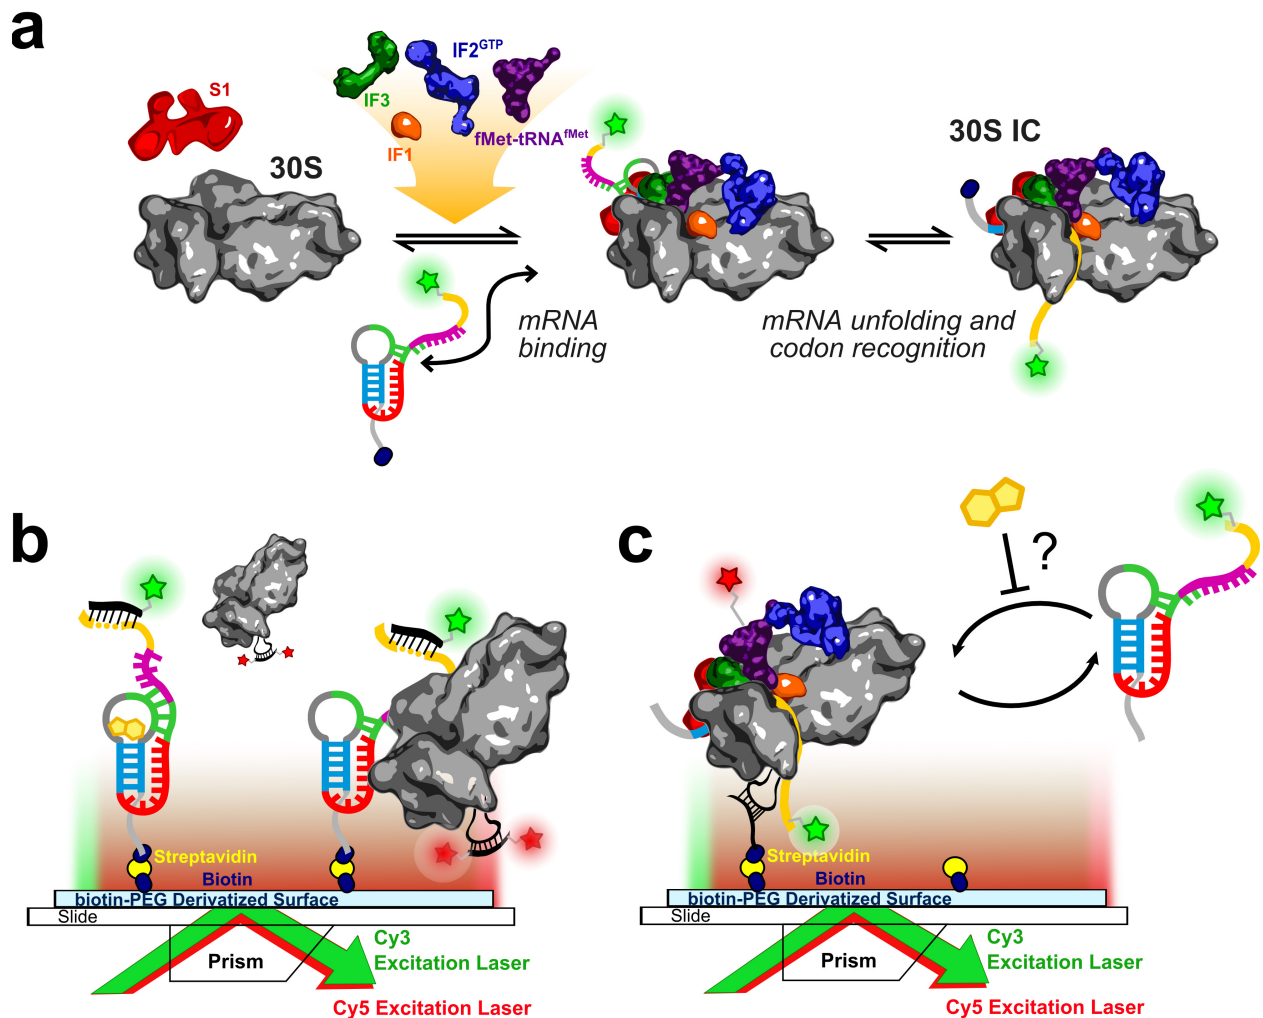 a
S1
30S
IF3
IF2GTP
IF1
fMet-tRNAfMet
30S IC
mRNA
binding
mRNA unfolding and
codon recognition
b
Streptavidin
Biotin
biotin-PEG Derivatized Surface
Slide
Prism
Cy3
Excitation Laser
Cy5 Excitation Laser
c
?
Streptavidin
Biotin
biotin-PEG Derivatized Surface
Slide
Prism
Cy3
Excitation Laser
Cy5 Excitation Laser